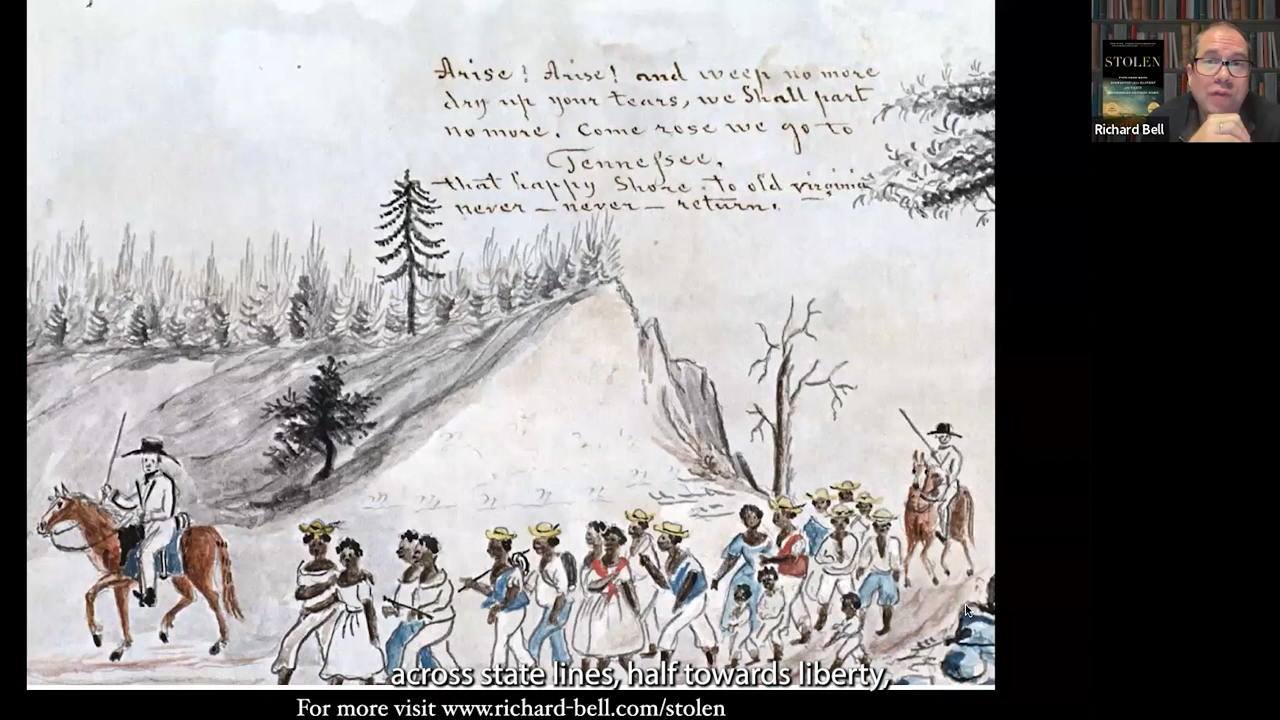 Arise! Arise! and weep no more
dry up your tears, we shall part
no more. Come rose we go to
Tennessee,
that happy Shore. to old virginia
never – never – return.
STOLEN
Richard Bell
across state lines, half towards liberty,
For more visit www.richard-bell.com/stolen